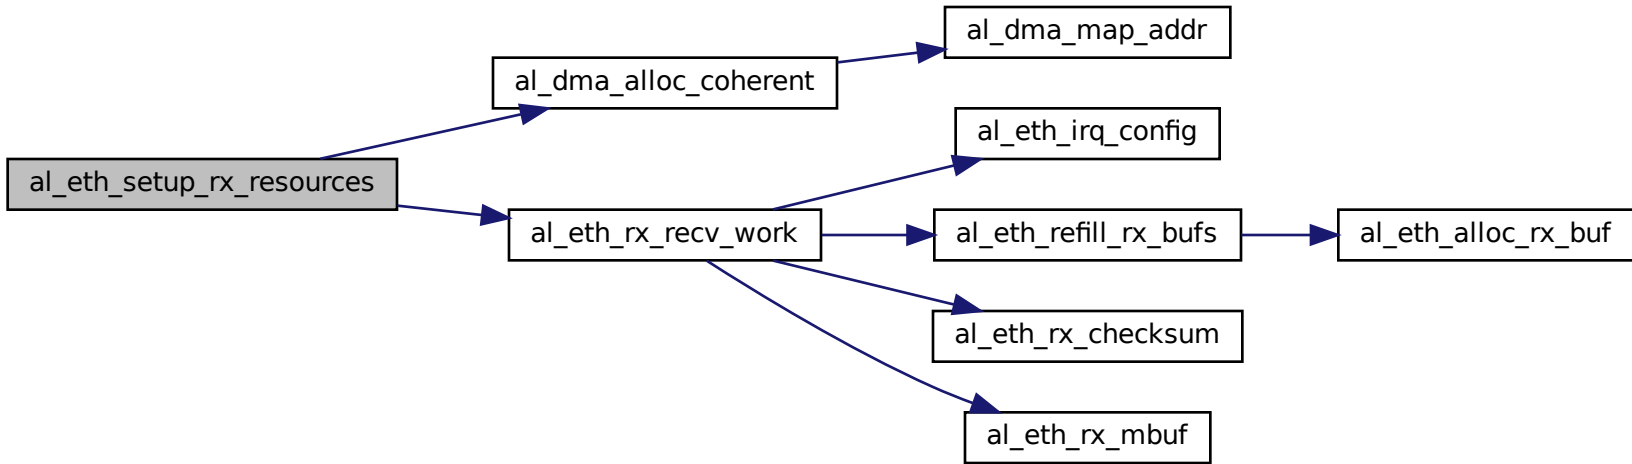 al_dma_map_addr
al_dma_alloc_coherent
al_eth_irq_config
al_eth_setup_rx_resources
al_eth_rx_recv_work
al_eth_refill_rx_bufs
al_eth_alloc_rx_buf
al_eth_rx_checksum
al_eth_rx_mbuf